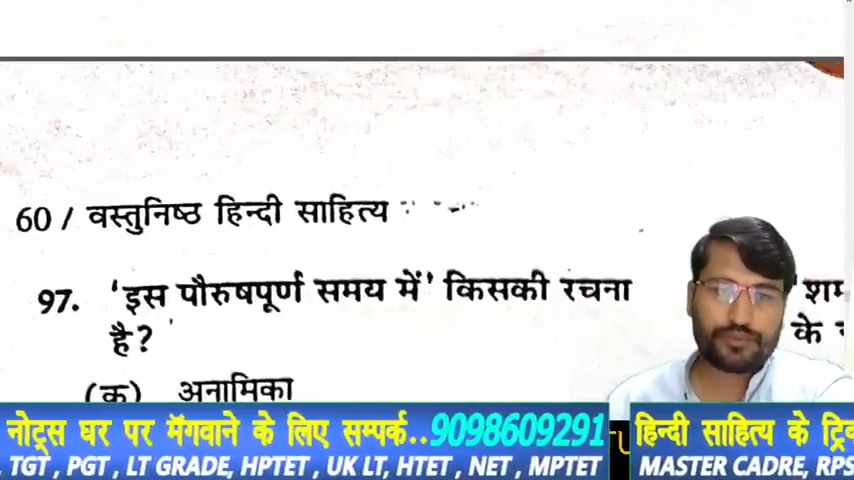 60 / वस्तुनिष्ठ हिन्दी साहित्य
97. 'इस पौरुषपूर्ण समय में' किसकी रचना
है?
(क) अनामिका
के
नोट्स घर पर मॅगवाने के लिए सम्पर्क..9098609291
हिन्दी साहित्य के
TGT , PGT , LT GRADE, HPTET , UK LT, HTET , NET , MPTET
MASTER CADRE, RPS